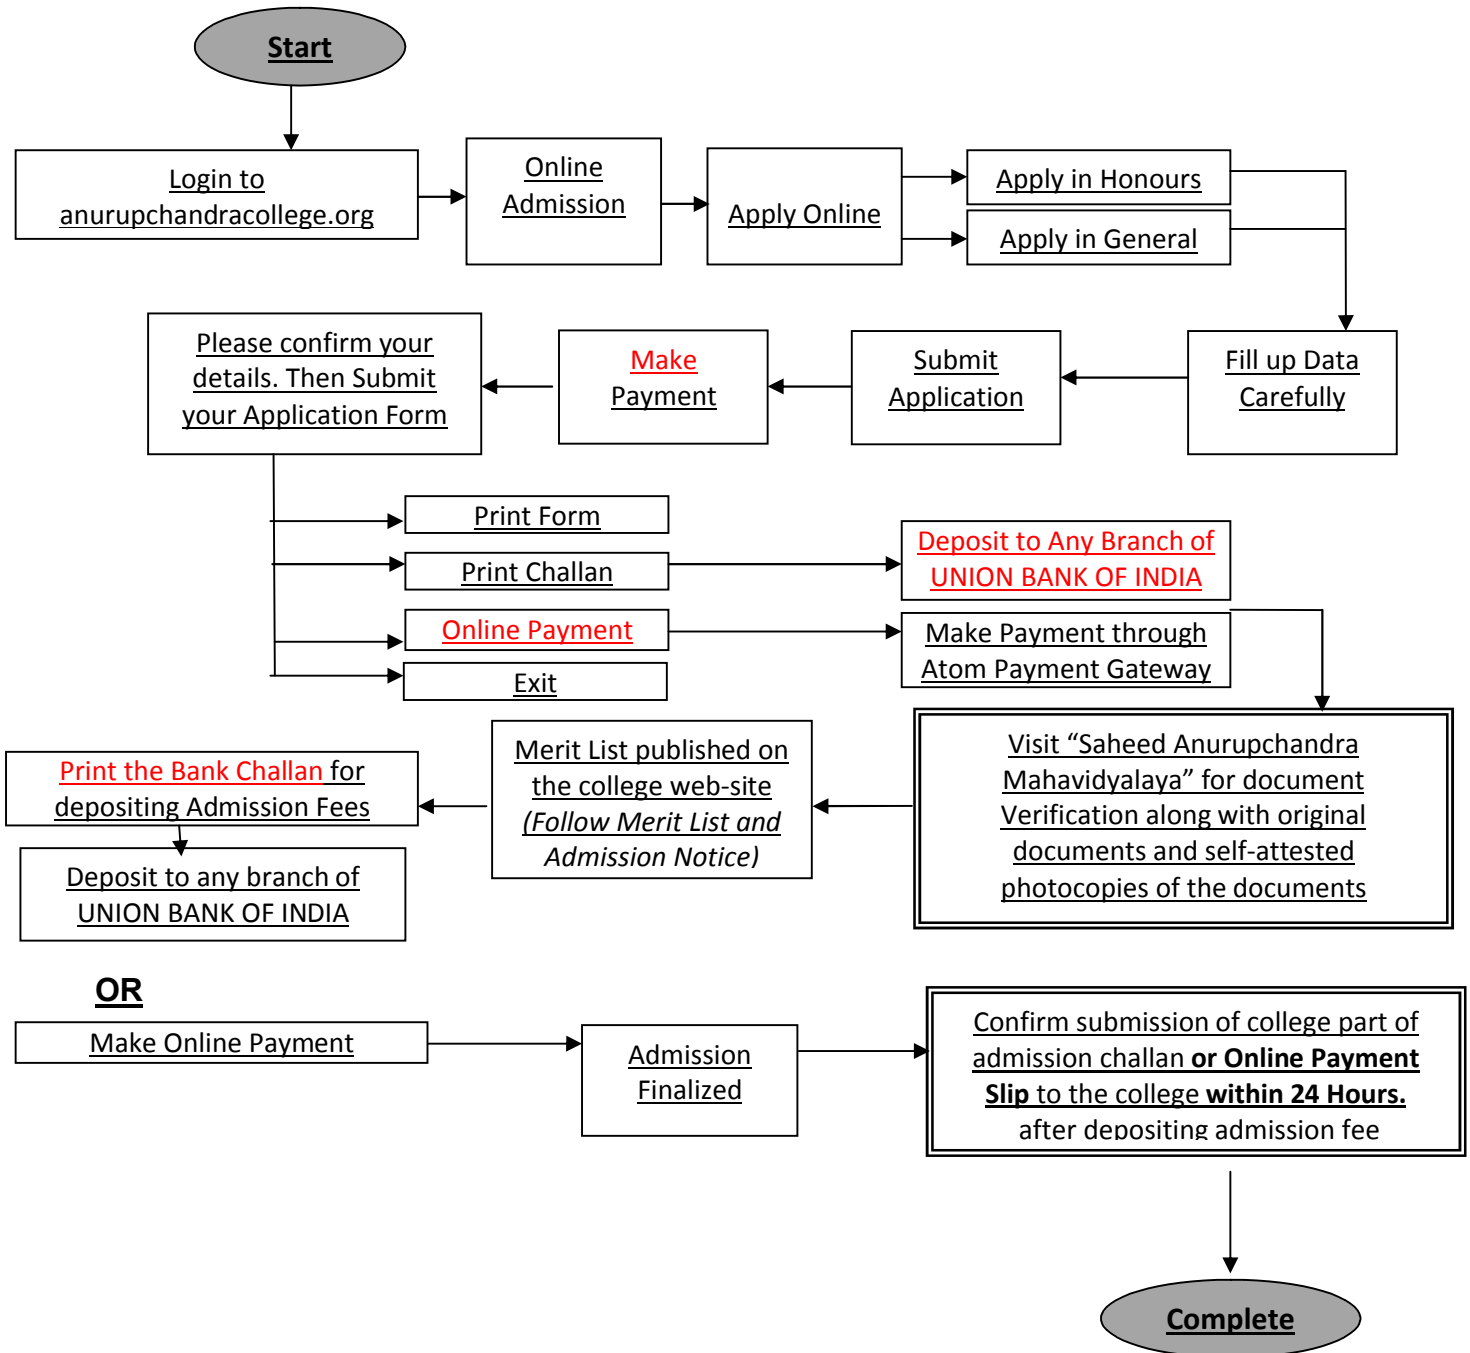 Start
Login to
anurupchandracollege.org
Online
Admission
Apply Online
Apply in Honours
Apply in General
Fill up Data
Carefully
Submit
Application
Make
Payment
Please confirm your
details. Then Submit
your Application Form
Print Form
Print Challan
Deposit to Any Branch of
UNION BANK OF INDIA
Online Payment
Make Payment through
Atom Payment Gateway
Exit
Visit “Saheed Anurupchandra
Mahavidyalaya” for document
Verification along with original
documents and self-attested
photocopies of the documents
Merit List published on
the college web-site
(Follow Merit List and
Admission Notice)
Print the Bank Challan for
depositing Admission Fees
Deposit to any branch of
UNION BANK OF INDIA
OR
Make Online Payment
Admission
Finalized
Confirm submission of college part of
admission challan or Online Payment
Slip to the college within 24 Hours.
after depositing admission fee
Complete